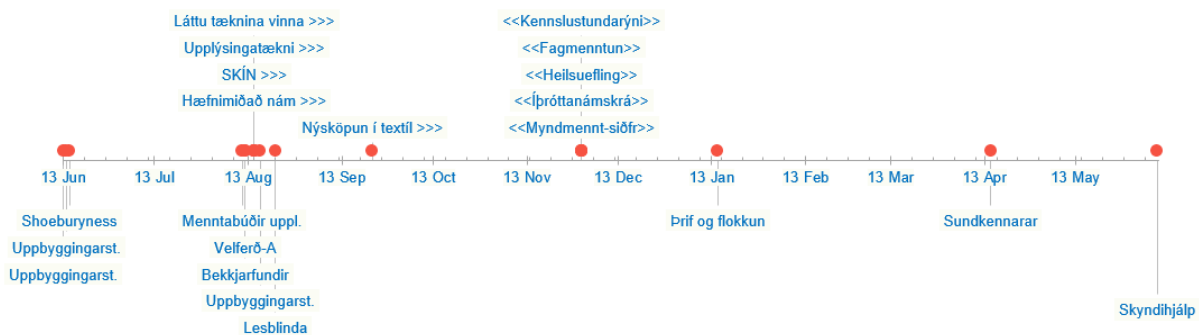 Láttu tæknina vinna >>>
<<Kennslustundarýni>>
Upplýsingatækni >>>
<<Fagmenntun>>
SKÍN >>>
<<Heilsuefling>>
Hæfnimiðað nám >>>
<<Íþróttanámskrá>>
Nýsköpun í textíl >>>
<<Myndmennt-siðfr>>
13 Jun 13 Jul 13 Aug 13 Sep 13 Oct 13 Nov 13 Dec 13 Jan 13 Feb 13 Mar 13 Apr 13 May
Shoeburyness
Menntabúðir uppl.
Þrif og flokkun
Sundkennarar
Uppbyggingarst.
Velferð-A
Uppbyggingarst.
Bekkjarfundir
Uppbyggingarst.
Skyndihjálp
Lesblinda